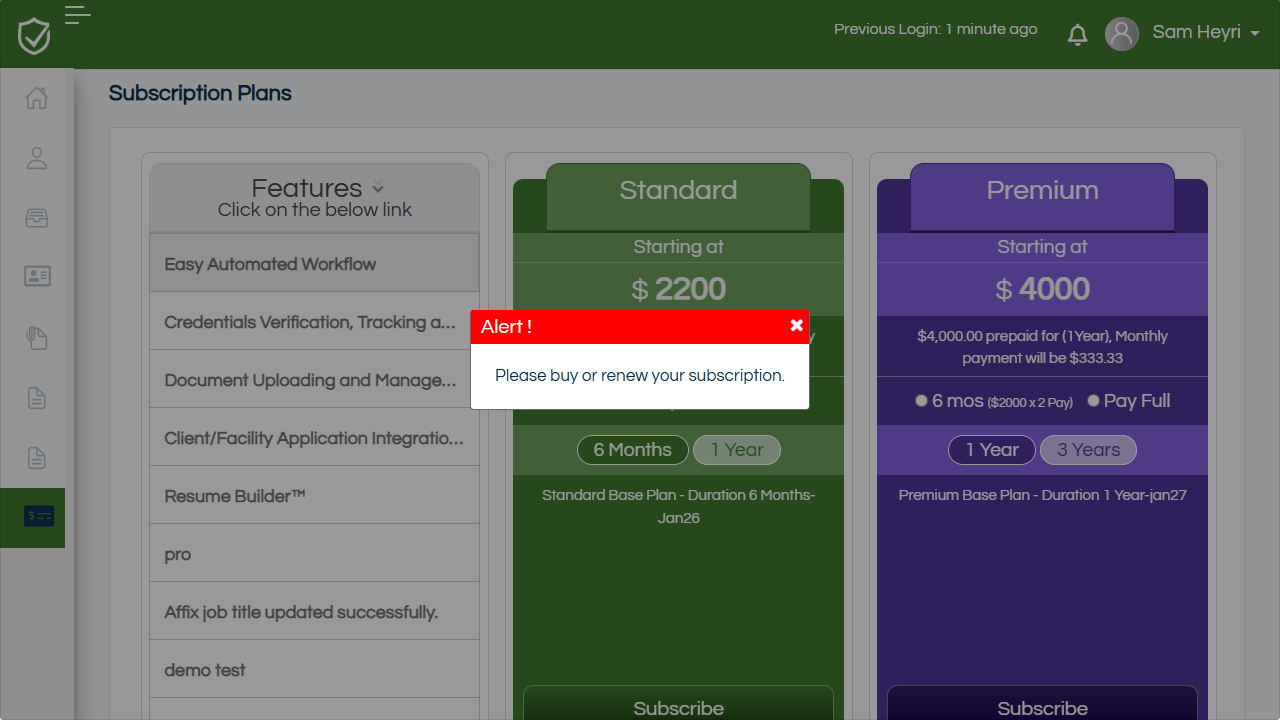 Previous Login: 1 minute ago
Sam Heyri
Subscription Plans
Features
Click on the below link
Easy Automated Workflow
Credentials Verification, Tracking a...
Document Uploading and Manage...
Client/Facility Application Integratio...
Resume Builder™
pro
Affix job title updated successfully.
demo test
Standard
Starting at
$ 2200
6 Months 1 Year
Standard Base Plan - Duration 6 Months-
Jan26
Subscribe
Premium
Starting at
$ 4000
$4,000.00 prepaid for (1Year), Monthly
payment will be $333.33
6 mos ($2000 x 2 Pay) Pay Full
1 Year 3 Years
Premium Base Plan - Duration 1 Year-jan27
Subscribe
Alert !
Please buy or renew your subscription.